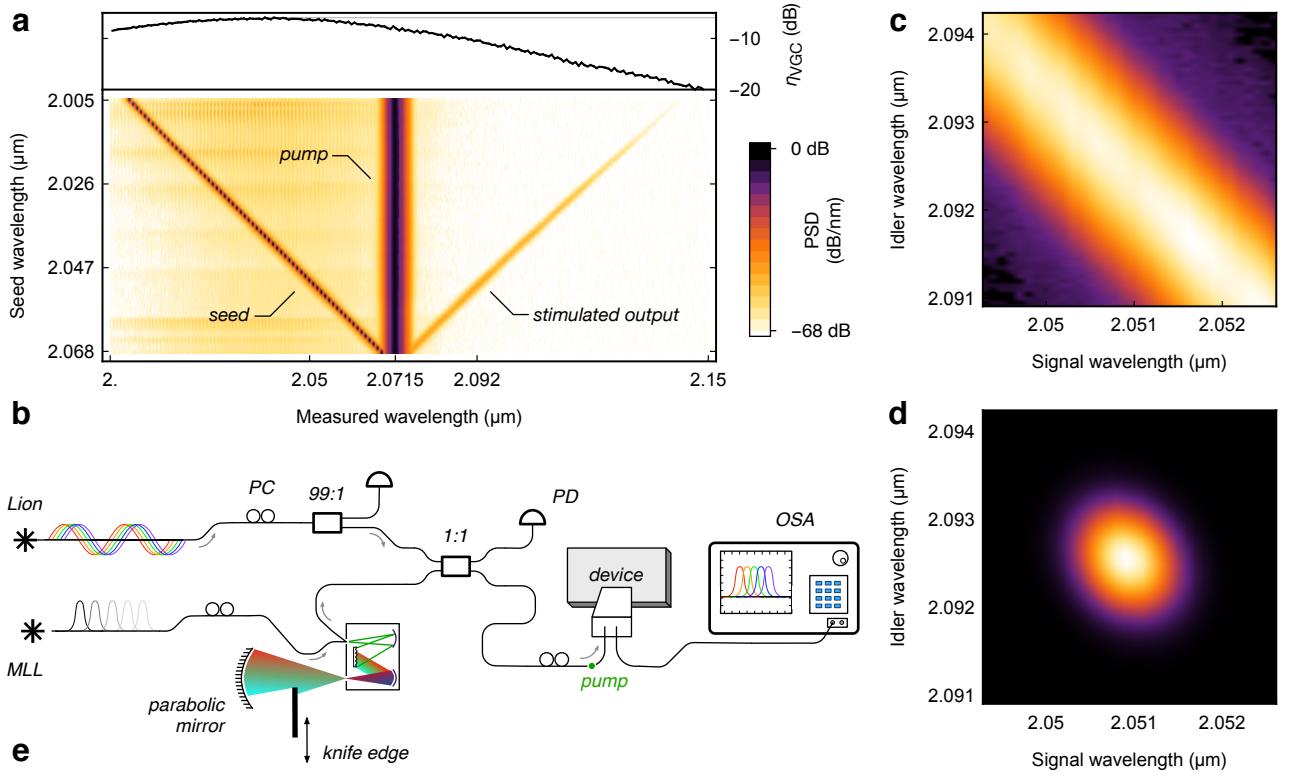 a
−10
−20
ηVGC (dB)
2.005
2.026
2.047
2.068
Seed wavelength (µm)
pump
seed
stimulated output
2.
2.05
2.0715
2.092
2.15
Measured wavelength (µm)
0 dB
−68 dB
PSD
(dB/nm)
c
2.094
2.093
2.092
2.091
Idler wavelength (µm)
2.05
2.051
2.052
Signal wavelength (µm)
b
Lion
PC
99:1
1:1
PD
OSA
device
MLL
pump
parabolic
mirror
knife edge
d
2.094
2.093
2.092
2.091
Idler wavelength (µm)
2.05
2.051
2.052
Signal wavelength (µm)
e